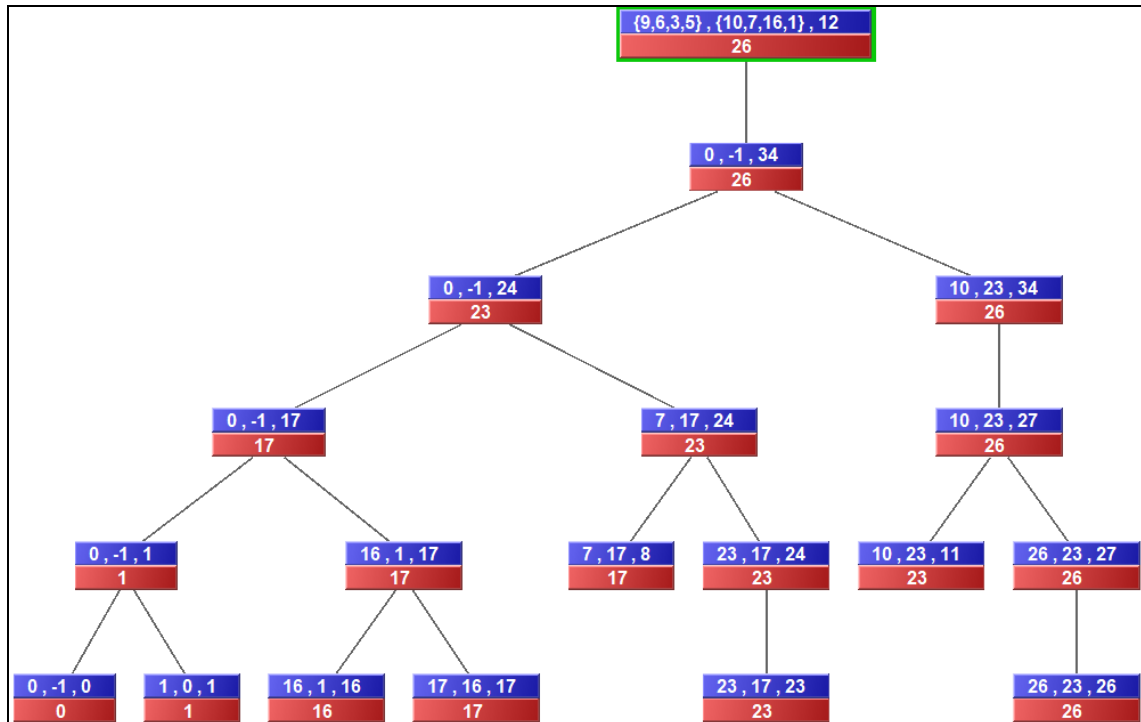 {9,6,3,5} , {10,7,16,1} , 12
26
0 , -1 , 34
26
0 , -1 , 24
23
10 , 23 , 34
26
0 , -1 , 17
17
7 , 17 , 24
23
10 , 23 , 27
26
0 , -1 , 1
1
16 , 1 , 17
17
7 , 17 , 8
17
23 , 17 , 24
23
10 , 23 , 11
23
26 , 23 , 27
26
0 , -1 , 0
0
1 , 0 , 1
1
16 , 1 , 16
16
17 , 16 , 17
17
23 , 17 , 23
23
26 , 23 , 26
26